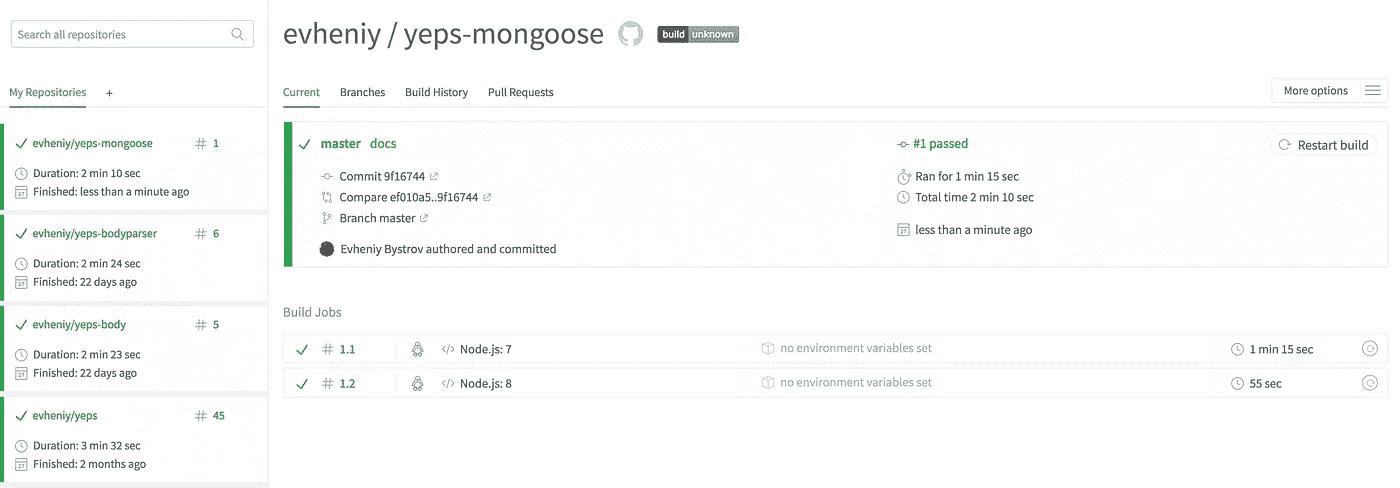 Search all repositories
My Repositories +
evheniy/yeps-mongoose # 1
Duration: 2 min 10 sec
Finished: less than a minute ago
evheniy/yeps-bodyparser # 6
Duration: 2 min 24 sec
Finished: 22 days ago
evheniy/yeps-body # 5
Duration: 2 min 23 sec
Finished: 22 days ago
evheniy/yeps # 45
Duration: 3 min 32 sec
Finished: 2 months ago
evheniy / yeps-mongoose build unknown
Current Branches Build History Pull Requests More options
master docs #1 passed Restart build
Commit 9f16744 Ran for 1 min 15 sec
Compare ef010a5..9f16744 Total time 2 min 10 sec
Branch master
less than a minute ago
Evheniy Bystrov authored and committed
Build Jobs
# 1.1 </> Node.js: 7 no environment variables set 1 min 15 sec
# 1.2 </> Node.js: 8 no environment variables set 55 sec